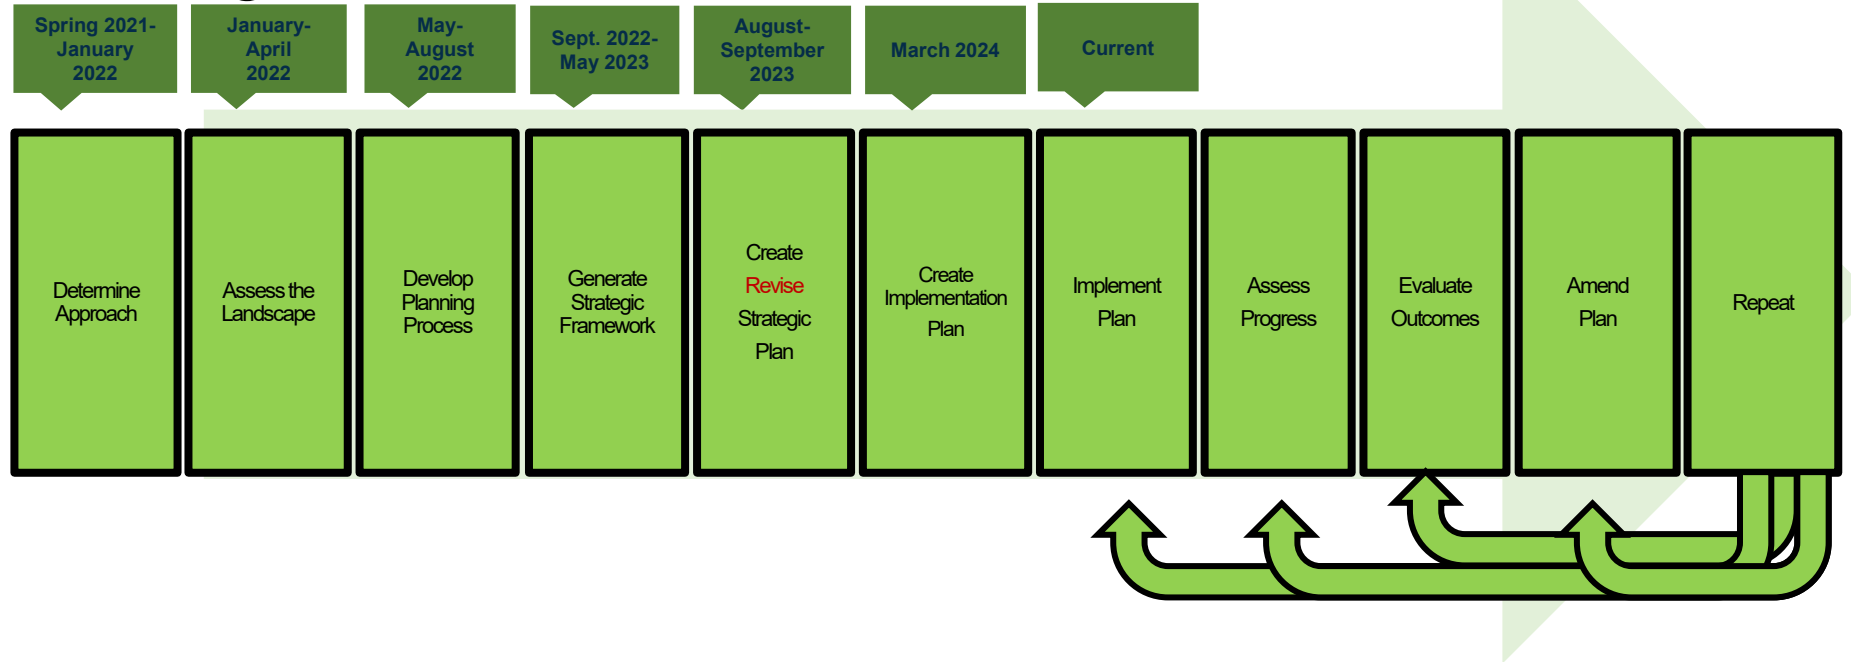 Spring 2021-
January
2022
January-
April
2022
May-
August
2022
Sept. 2022-
May 2023
August-
September
2023
March 2024
Current
Determine
Approach
Assess the
Landscape
Develop
Planning
Process
Generate
Strategic
Framework
Create
Revise
Strategic
Plan
Create
Implementation
Plan
Implement
Plan
Assess
Progress
Evaluate
Outcomes
Amend
Plan
Repeat